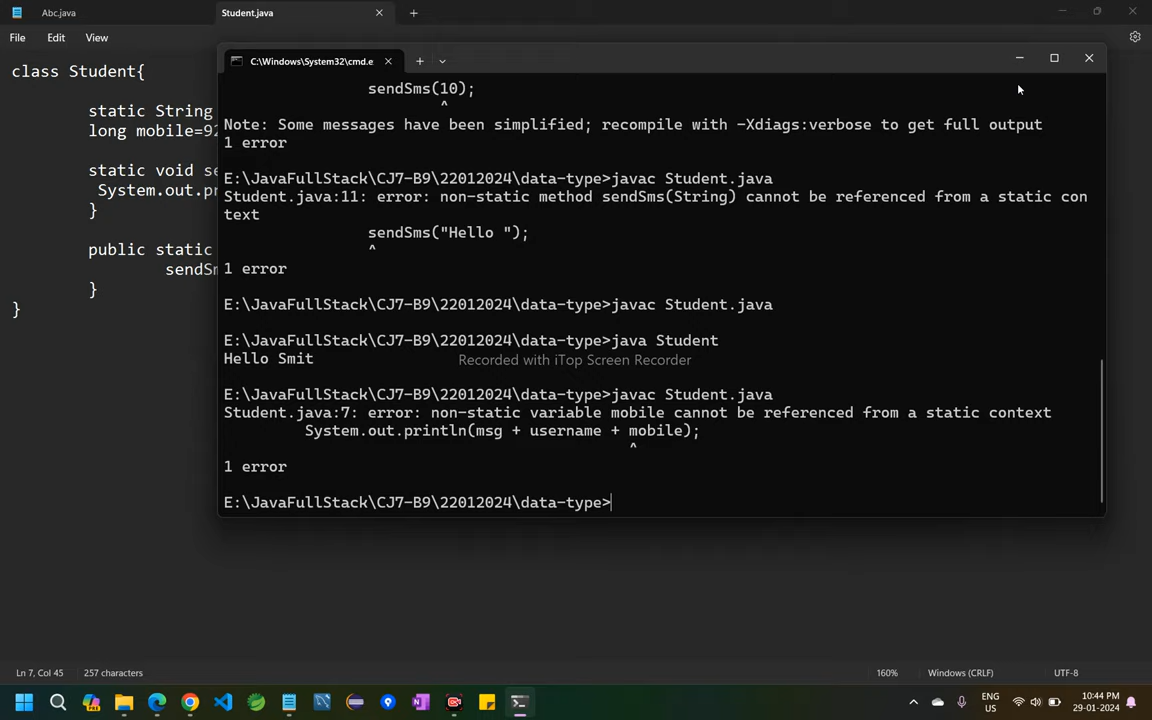 Abc.java
Student.java
File Edit View
class Student{
static String
long mobile=92
static void se
System.out.pr
}
public static
sendSm
}
}
C:\Windows\System32\cmd.e
sendSms(10);
^
Note: Some messages have been simplified; recompile with -Xdiags:verbose to get full output
1 error
E:\JavaFullStack\CJ7-B9\22012024\data-type>javac Student.java
Student.java:11: error: non-static method sendSms(String) cannot be referenced from a static con
text
sendSms("Hello ");
^
1 error
E:\JavaFullStack\CJ7-B9\22012024\data-type>javac Student.java
E:\JavaFullStack\CJ7-B9\22012024\data-type>java Student
Hello Smit
Recorded with iTop Screen Recorder
E:\JavaFullStack\CJ7-B9\22012024\data-type>javac Student.java
Student.java:7: error: non-static variable mobile cannot be referenced from a static context
System.out.println(msg + username + mobile);
^
1 error
E:\JavaFullStack\CJ7-B9\22012024\data-type>
Ln 7, Col 45 257 characters 160% Windows (CRLF) UTF-8
ENG
US
10:44 PM
29-01-2024